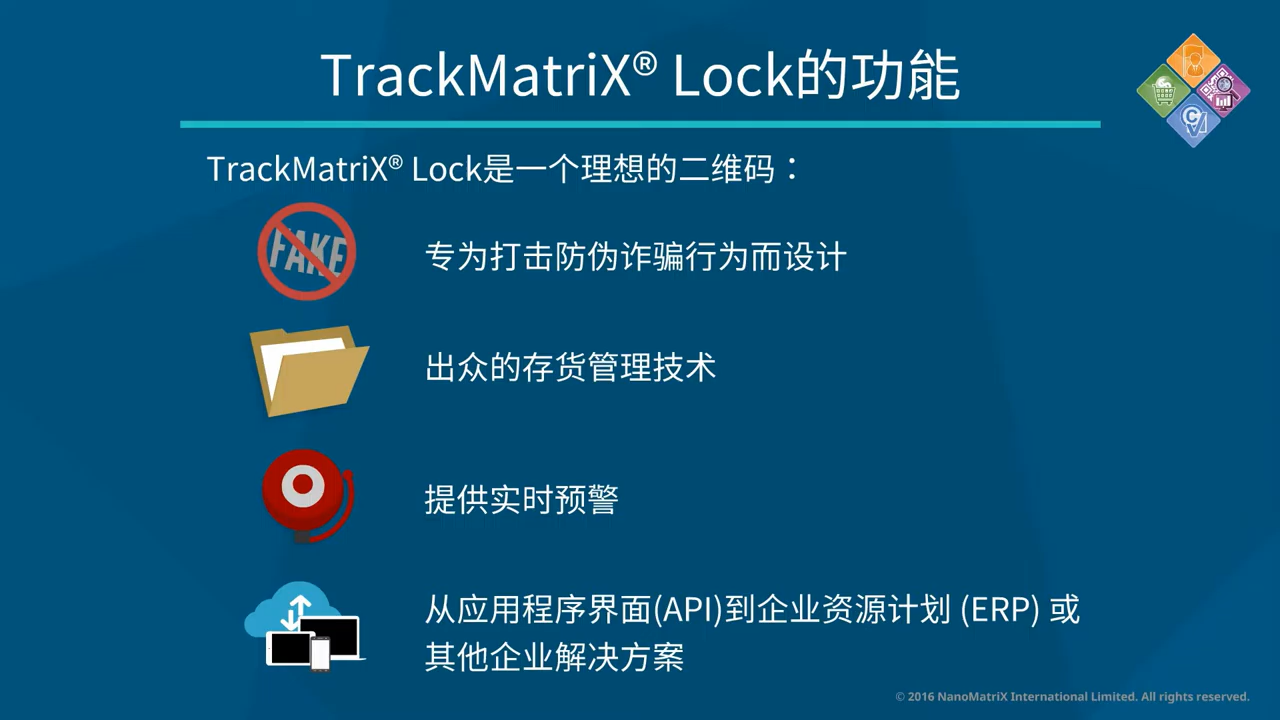 TrackMatriX® Lock的功能
TrackMatriX® Lock是一个理想的二维码：
FAKE
专为打击防伪诈骗行为而设计
出众的存货管理技术
提供实时预警
从应用程序界面(API)到企业资源计划 (ERP) 或
其他企业解决方案
© 2016 NanoMatriX International Limited. All rights reserved.